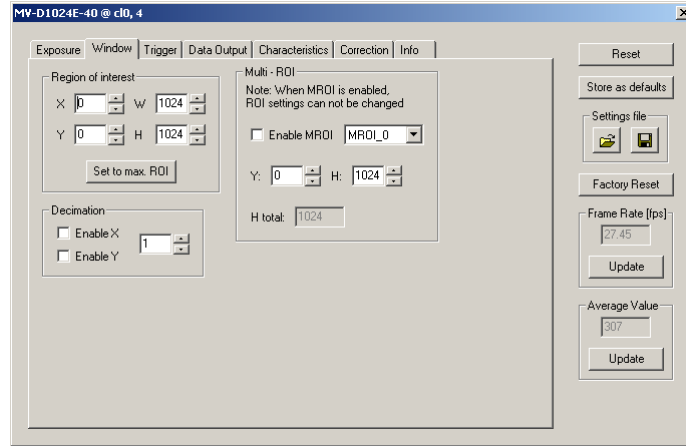 MV-D1024E-40 @ cl0, 4
Exposure Window Trigger Data Output Characteristics Correction Info
Region of interest
X 0 W 1024
Y 0 H 1024
Set to max. ROI
Decimation
Enable X
1
Enable Y
Multi - ROI
Note: When MROI is enabled,
ROI settings can not be changed
Enable MROI MROI_0
Y: 0 H: 1024
H total: 1024
Reset
Store as defaults
Settings file
Factory Reset
Frame Rate [fps]
27.45
Update
Average Value
307
Update